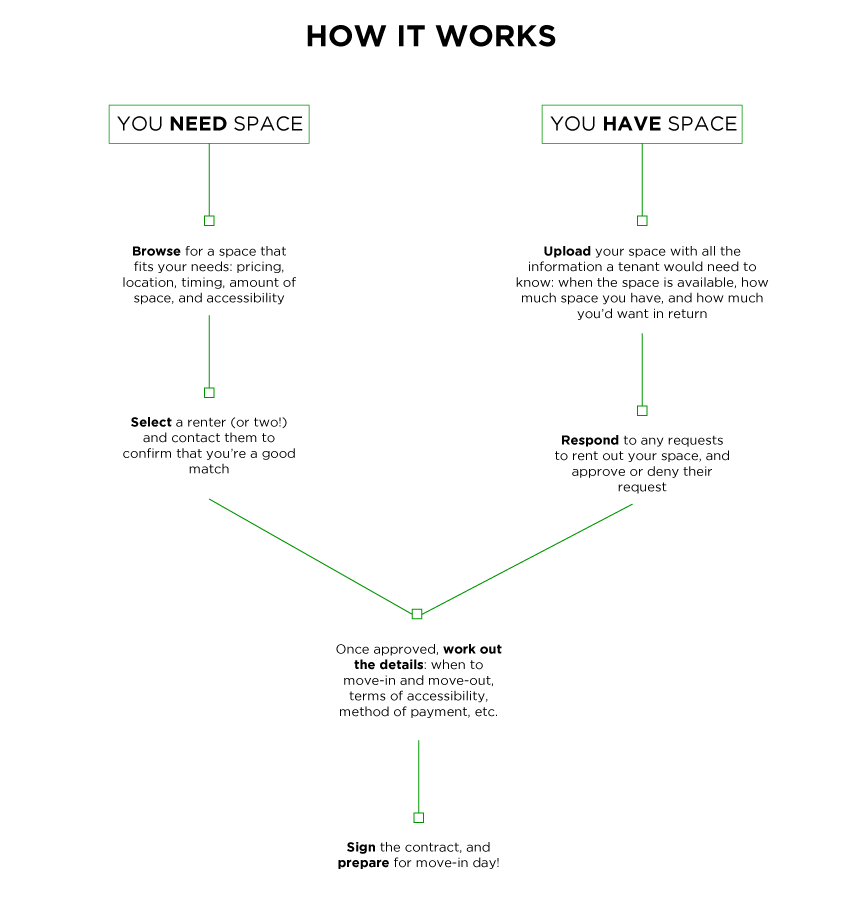 HOW IT WORKS
YOU NEED SPACE
Browse for a space that
fits your needs: pricing,
location, timing, amount of
space, and accessibility
Select a renter (or two!)
and contact them to
confirm that you're a good
match
YOU HAVE SPACE
Upload your space with all the
information a tenant would need to
know: when the space is available, how
much space you have, and how much
you'd want in return
Respond to any requests
to rent out your space, and
approve or deny their
request
Once approved, work out
the details: when to
move-in and move-out,
terms of accessibility,
method of payment, etc.
Sign the contract, and
prepare for move-in day!